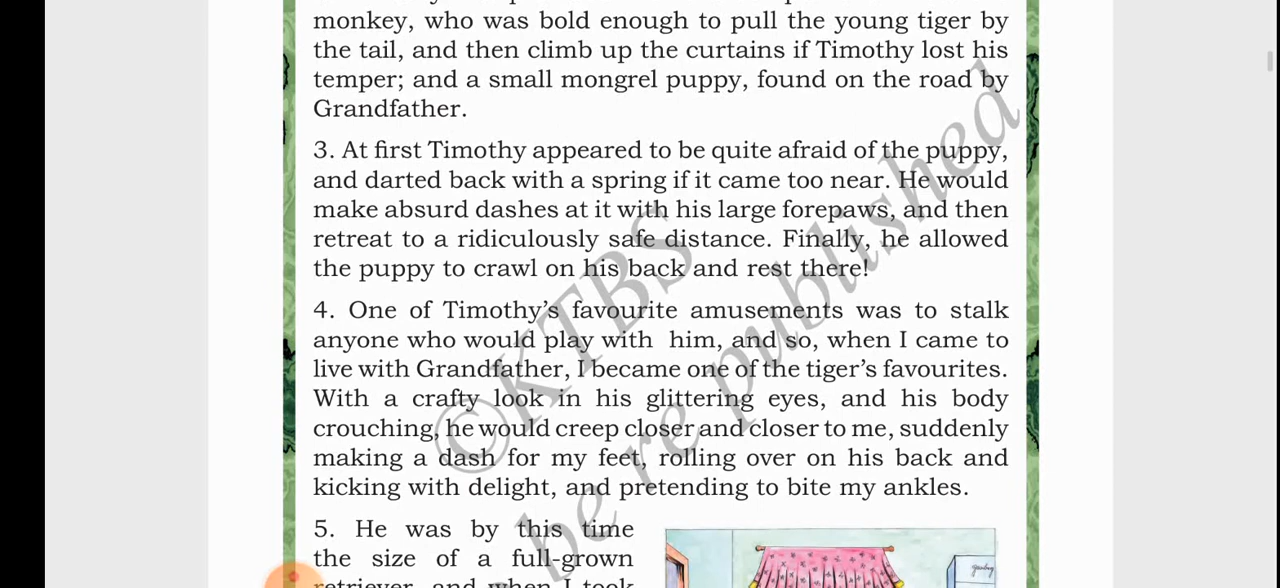 monkey, who was bold enough to pull the young tiger by
the tail, and then climb up the curtains if Timothy lost his
temper; and a small mongrel puppy, found on the road by
Grandfather.
3. At first Timothy appeared to be quite afraid of the puppy,
and darted back with a spring if it came too near. He would
make absurd dashes at it with his large forepaws, and then
retreat to a ridiculously safe distance. Finally, he allowed
the puppy to crawl on his back and rest there!
4. One of Timothy's favourite amusements was to stalk
anyone who would play with him, and so, when I came to
live with Grandfather, I became one of the tiger's favourites.
With a crafty look in his glittering eyes, and his body
crouching, he would creep closer and closer to me, suddenly
making a dash for my feet, rolling over on his back and
kicking with delight, and pretending to bite my ankles.
5. He was by this time
the size of a full-grown
retriever, and when I took
©KTBS
be re published